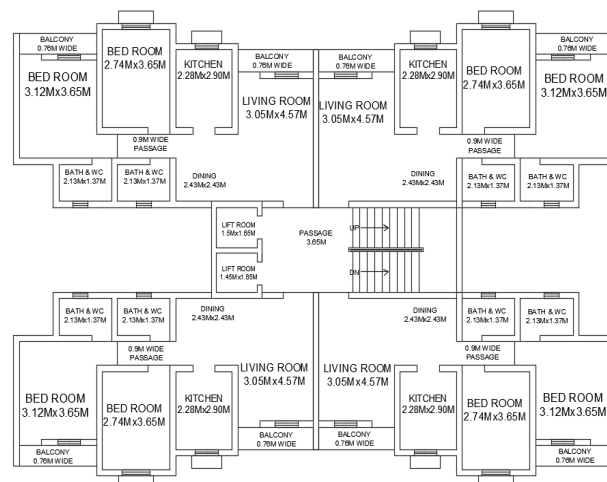 BALCONY
0.76M WIDE
BED ROOM
3.12Mx3.65M
BED ROOM
2.74Mx3.65M
KITCHEN
2.28Mx2.90M
BALCONY
0.76M WIDE
LIVING ROOM
3.05Mx4.57M
BALCONY
0.76M WIDE
LIVING ROOM
3.05Mx4.57M
KITCHEN
2.28Mx2.90M
BED ROOM
2.74Mx3.65M
BALCONY
0.76M WIDE
BED ROOM
3.12Mx3.65M
0.9M WIDE
PASSAGE
0.9M WIDE
PASSAGE
BATH & WC
2.13Mx1.37M
BATH & WC
2.13Mx1.37M
DINING
2.43Mx2.43M
DINING
2.43Mx2.43M
BATH & WC
2.13Mx1.37M
BATH & WC
2.13Mx1.37M
LIFT ROOM
1.5Mx1.65M
PASSAGE
3.65M
UP
LIFT ROOM
1.45Mx1.65M
DN
BATH & WC
2.13Mx1.37M
BATH & WC
2.13Mx1.37M
DINING
2.43Mx2.43M
DINING
2.43Mx2.43M
BATH & WC
2.13Mx1.37M
BATH & WC
2.13Mx1.37M
0.9M WIDE
PASSAGE
0.9M WIDE
PASSAGE
BED ROOM
3.12Mx3.65M
BED ROOM
2.74Mx3.65M
KITCHEN
2.28Mx2.90M
LIVING ROOM
3.05Mx4.57M
LIVING ROOM
3.05Mx4.57M
KITCHEN
2.28Mx2.90M
BED ROOM
2.74Mx3.65M
BED ROOM
3.12Mx3.65M
BALCONY
0.76M WIDE
BALCONY
0.76M WIDE
BALCONY
0.76M WIDE
BALCONY
0.76M WIDE